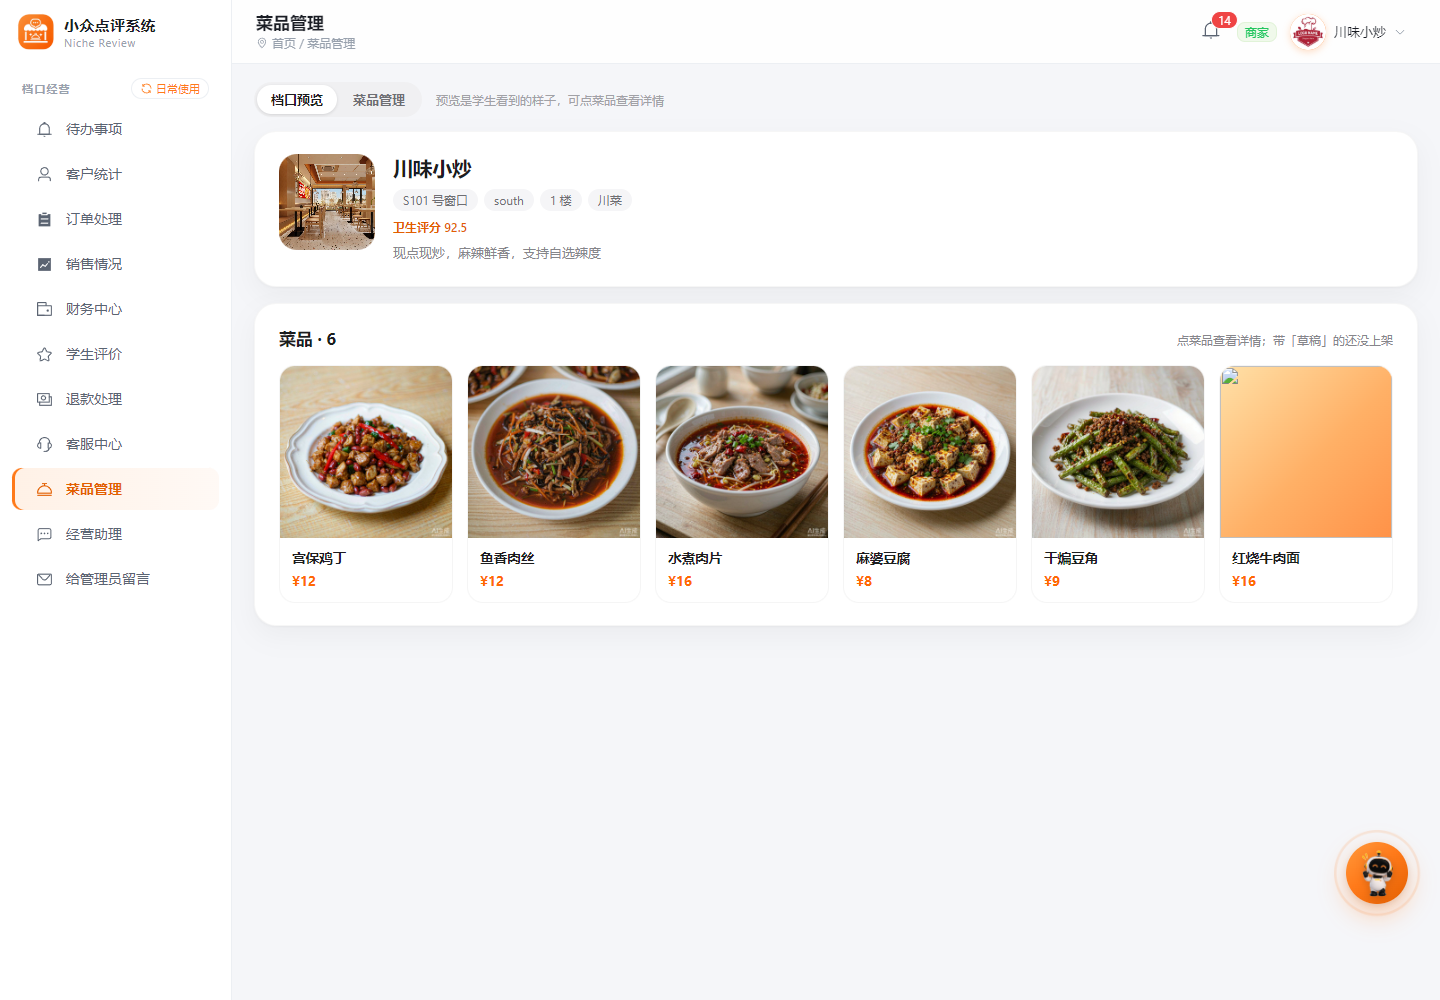 小众点评系统
Niche Review
档口经营
日常使用
待办事项
客户统计
订单处理
销售情况
财务中心
学生评价
退款处理
客服中心
菜品管理
经营助理
给管理员留言
菜品管理
首页 / 菜品管理
14
商家
川味小炒
档口预览
菜品管理
预览是学生看到的样子，可点菜品查看详情
川味小炒
S101 号窗口
south
1 楼
川菜
卫生评分 92.5
现点现炒，麻辣鲜香，支持自选辣度
菜品 · 6
点菜品查看详情；带「草稿」的还没上架
宫保鸡丁
¥12
鱼香肉丝
¥12
水煮肉片
¥16
麻婆豆腐
¥8
干煸豆角
¥9
红烧牛肉面
¥16